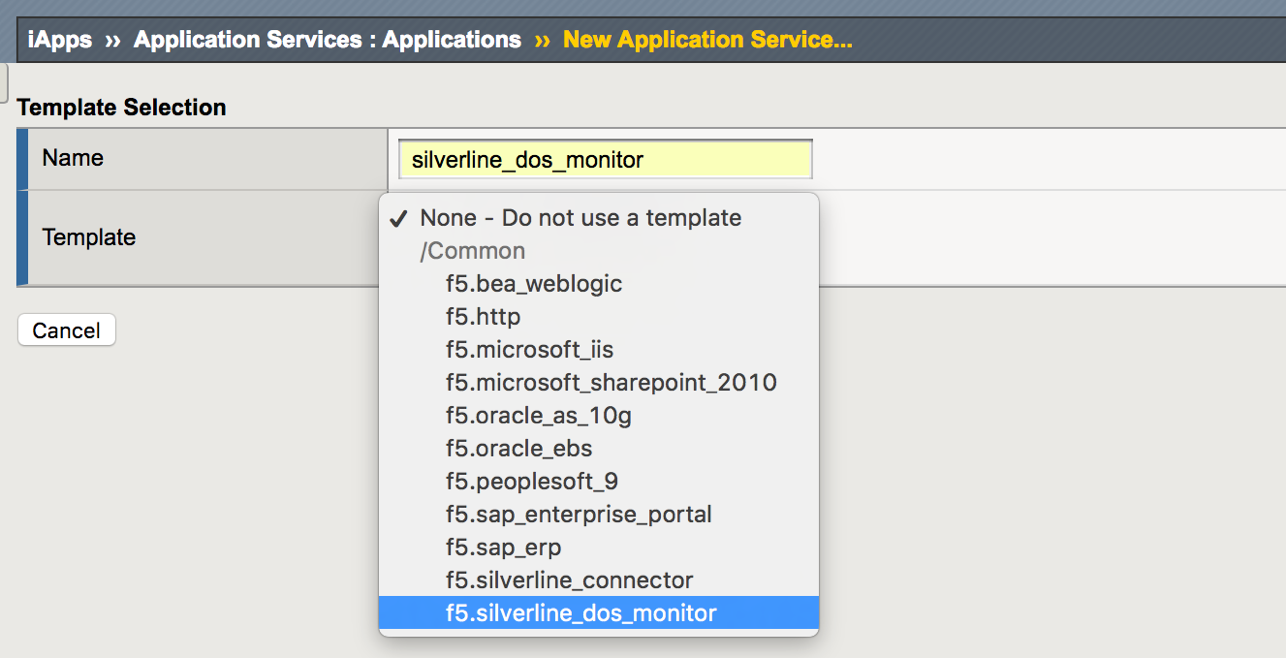 iApps ›› Application Services : Applications ›› New Application Service...
Template Selection
Name
silverline_dos_monitor
Template
✓ None - Do not use a template
/Common
f5.bea_weblogic
f5.http
f5.microsoft_iis
f5.microsoft_sharepoint_2010
f5.oracle_as_10g
f5.oracle_ebs
f5.peoplesoft_9
f5.sap_enterprise_portal
f5.sap_erp
f5.silverline_connector
f5.silverline_dos_monitor
Cancel